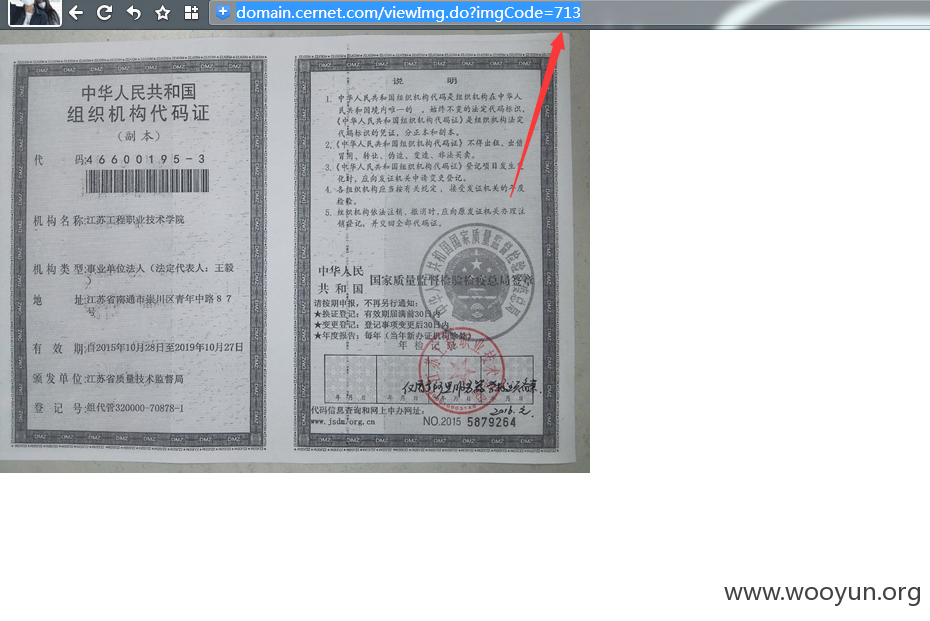 domain.cernet.com/viewImg.do?imgCode=713
中华人民共和国
组织机构代码证
（副本）
代 码:46600195-3
机构名称:江苏工程职业技术学院
机构类型:事业单位法人（法定代表人：王毅
）
地 址:江苏省南通市崇川区青年中路87
号
有 效 期:自2015年10月28日至2019年10月27日
颁发单位:江苏省质量技术监督局
登 记 号:组代管320000-70878-1
说 明
1. 中华人民共和国组织机构代码是组织机构在中华人
民共和国境内唯一的、始终不变的法定代码标识，
《中华人民共和国组织机构代码证》是组织机构法定
代码标识的凭证，分正本和副本。
2.《中华人民共和国组织机构代码证》不得出租、出借
冒用、转让、伪造、变造、非法买卖。
3.《中华人民共和国组织机构代码证》登记项目发生变
化时，应向发证机关申请变更登记。
4. 各组织机构应当按有关规定，接受发证机关的年度
检验。
5. 组织机构依法注销、撤消时，应向原发证机关办理注
销登记，并交回全部代码证。
中华人民
共和国 国家质量监督检验检疫总局签章
请按期申报，不再另行通知：
★换证登记：有效期届满前30日内
★变更登记：登记事项变更后30日内
★年度报告：每年（当年新办证机构除外）
年检记录
年 月 日 年 月 日 年 月 日 年 月 日
代码信息查询和网上申办网址：
www.jsdm.org.cn
NO.2015 5879264
www.wooyun.org